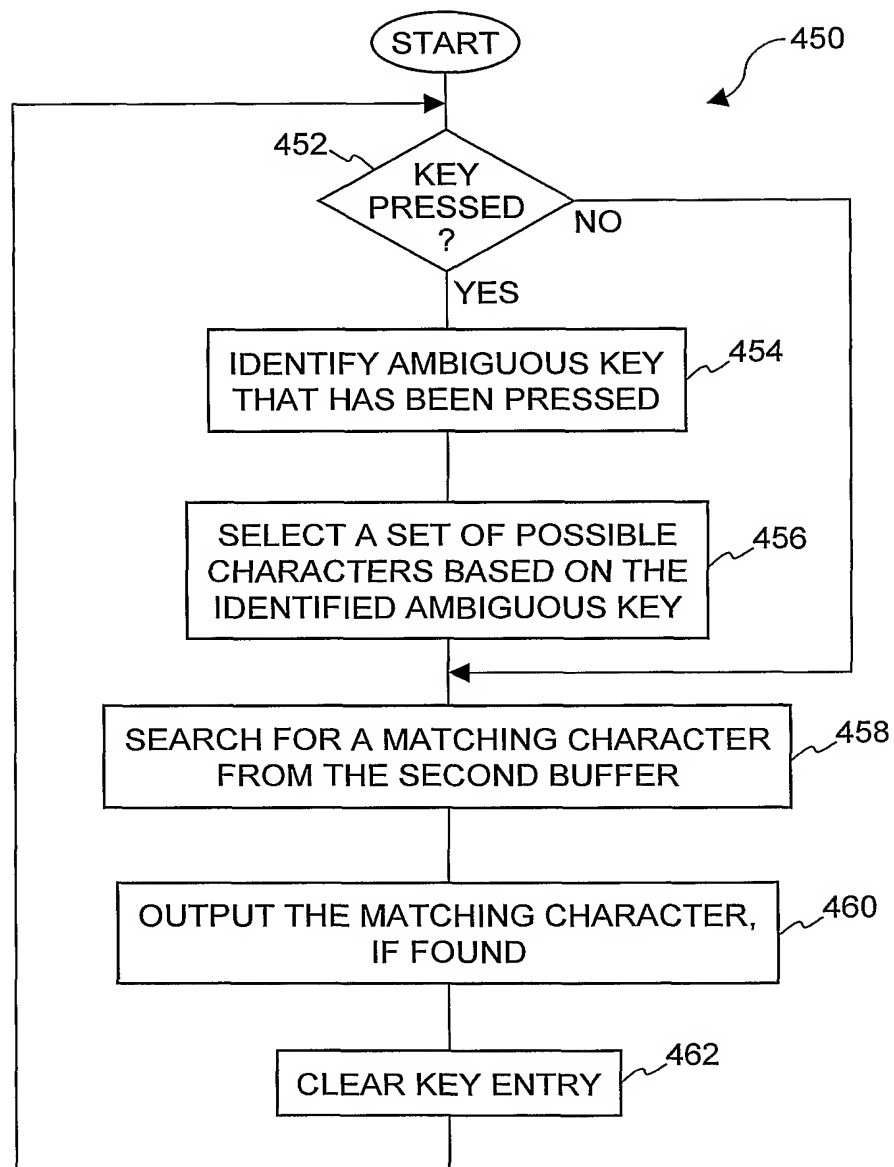 START
450
452
KEY
PRESSED
?
NO
YES
IDENTIFY AMBIGUOUS KEY
THAT HAS BEEN PRESSED
454
SELECT A SET OF POSSIBLE
CHARACTERS BASED ON THE
IDENTIFIED AMBIGUOUS KEY
456
SEARCH FOR A MATCHING CHARACTER
FROM THE SECOND BUFFER
458
OUTPUT THE MATCHING CHARACTER,
IF FOUND
460
CLEAR KEY ENTRY
462